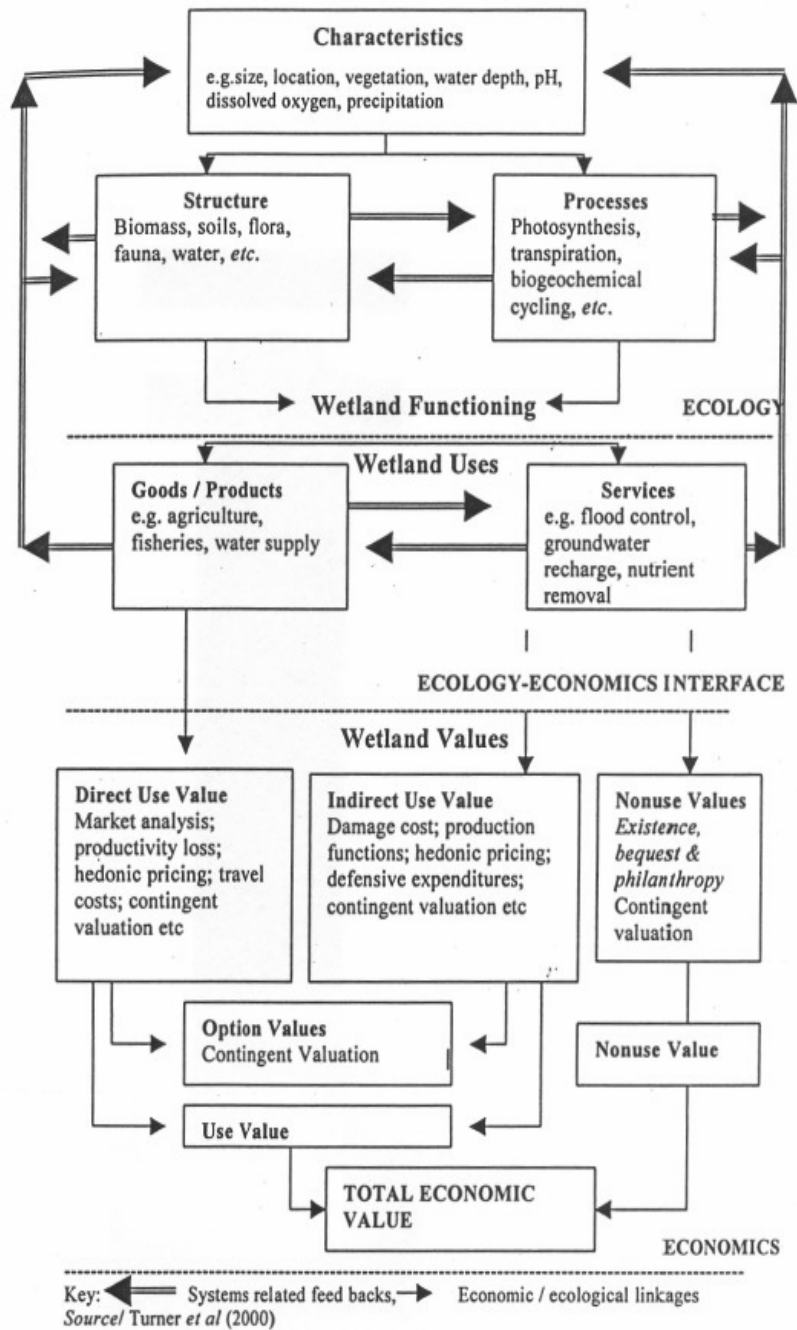 Characteristics
e.g.size, location, vegetation, water depth, pH,
dissolved oxygen, precipitation
Structure
Biomass, soils, flora,
fauna, water, etc.
Processes
Photosynthesis,
transpiration,
biogeochemical
cycling, etc.
Wetland Functioning
ECOLOGY
Wetland Uses
Goods / Products
e.g. agriculture,
fisheries, water supply
Services
e.g. flood control,
groundwater
recharge, nutrient
removal
ECOLOGY-ECONOMICS INTERFACE
Wetland Values
Direct Use Value
Market analysis;
productivity loss;
hedonic pricing; travel
costs; contingent
valuation etc
Indirect Use Value
Damage cost; production
functions; hedonic pricing;
defensive expenditures;
contingent valuation etc
Nonuse Values
Existence,
bequest &
philanthropy
Contingent
valuation
Option Values
Contingent Valuation
Nonuse Value
Use Value
TOTAL ECONOMIC
VALUE
ECONOMICS
Key: Systems related feed backs, Economic / ecological linkages
Source/ Turner et al (2000)